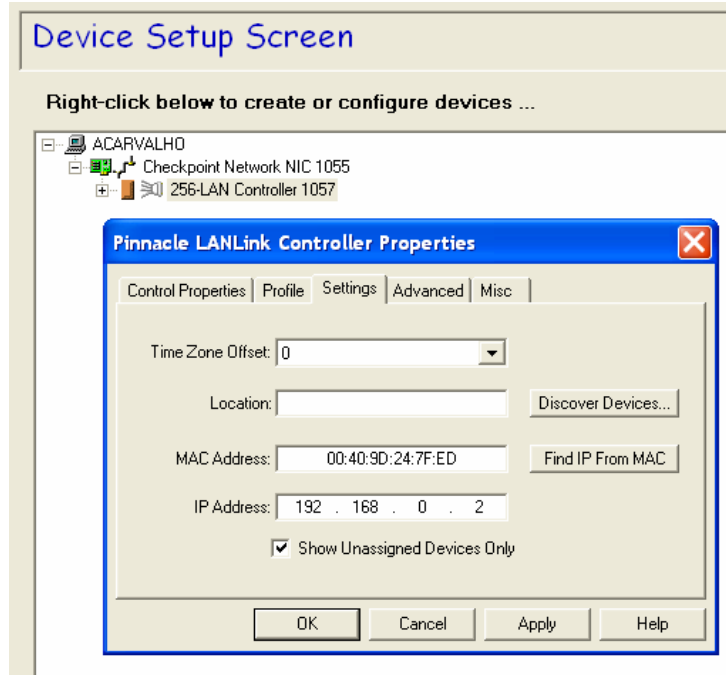 Device Setup Screen
Right-click below to create or configure devices ...
ACARVALHO
Checkpoint Network NIC 1055
256-LAN Controller 1057
Pinnacle LANLink Controller Properties
Control Properties Profile Settings Advanced Misc
Time Zone Offset: 0
Location: Discover Devices...
MAC Address: 00:40:9D:24:7F:ED Find IP From MAC
IP Address: 192 . 168 . 0 . 2
Show Unassigned Devices Only
OK Cancel Apply Help